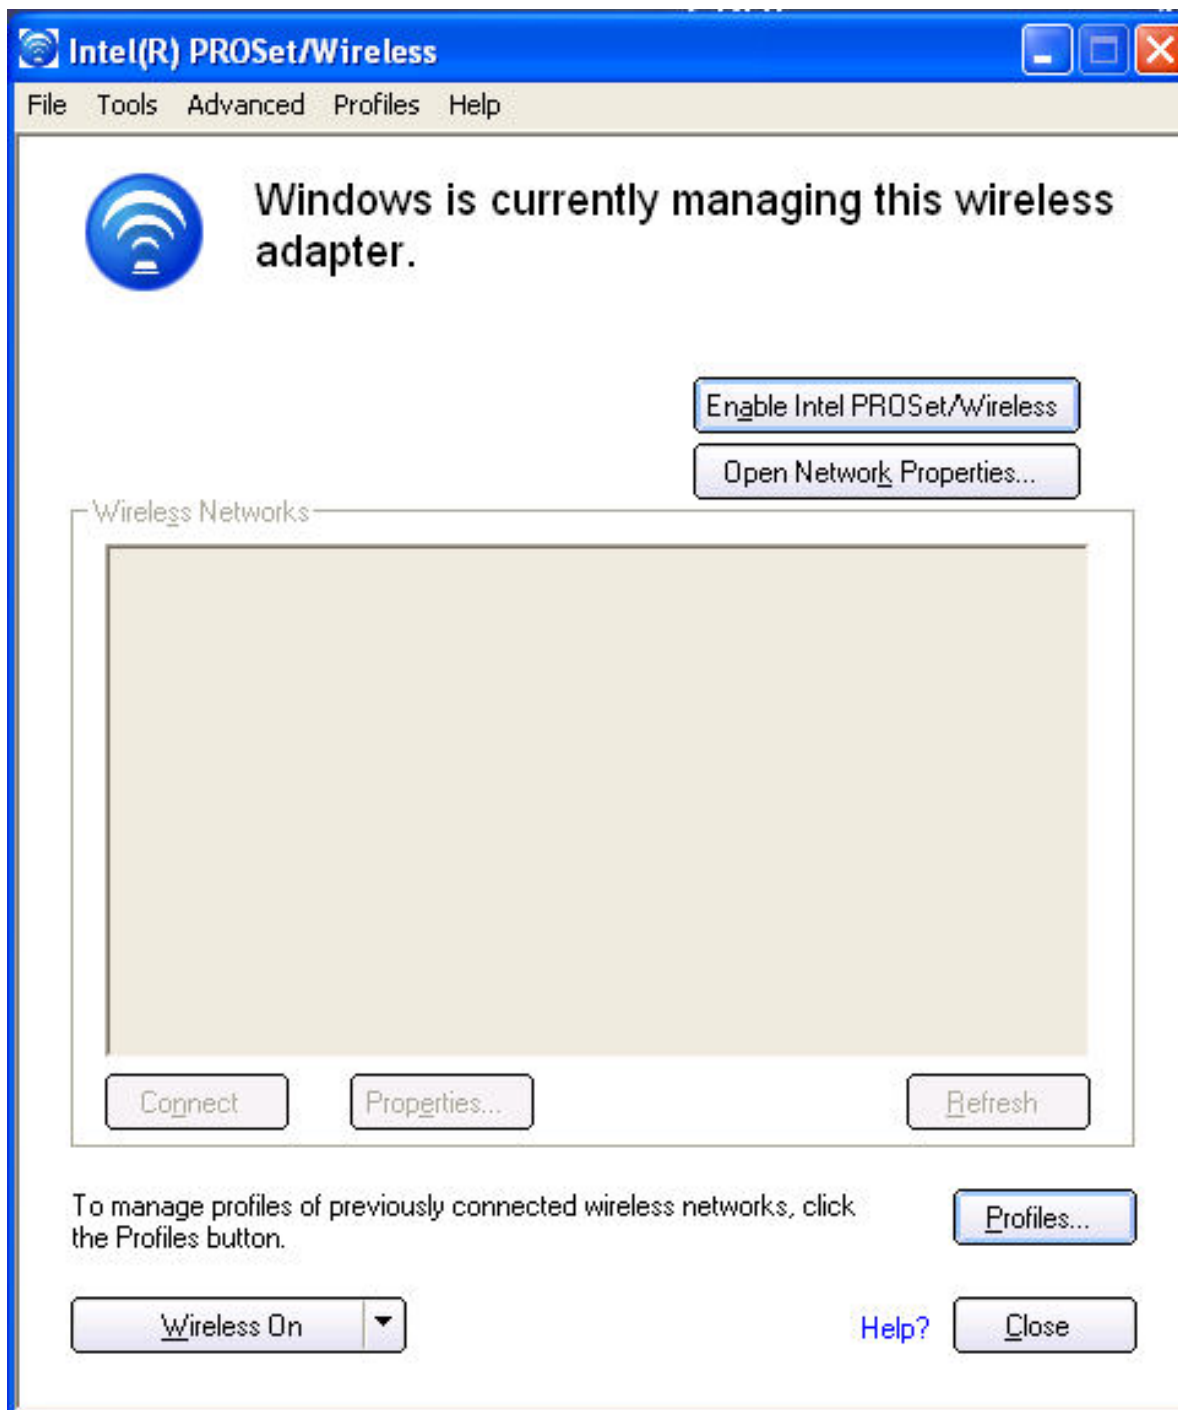 Intel(R) PROSet/Wireless
File Tools Advanced Profiles Help
Windows is currently managing this wireless
adapter.
Enable Intel PROSet/Wireless
Open Network Properties...
Wireless Networks
Connect Properties... Refresh
To manage profiles of previously connected wireless networks, click
the Profiles button.
Profiles...
Wireless On
Help?
Close